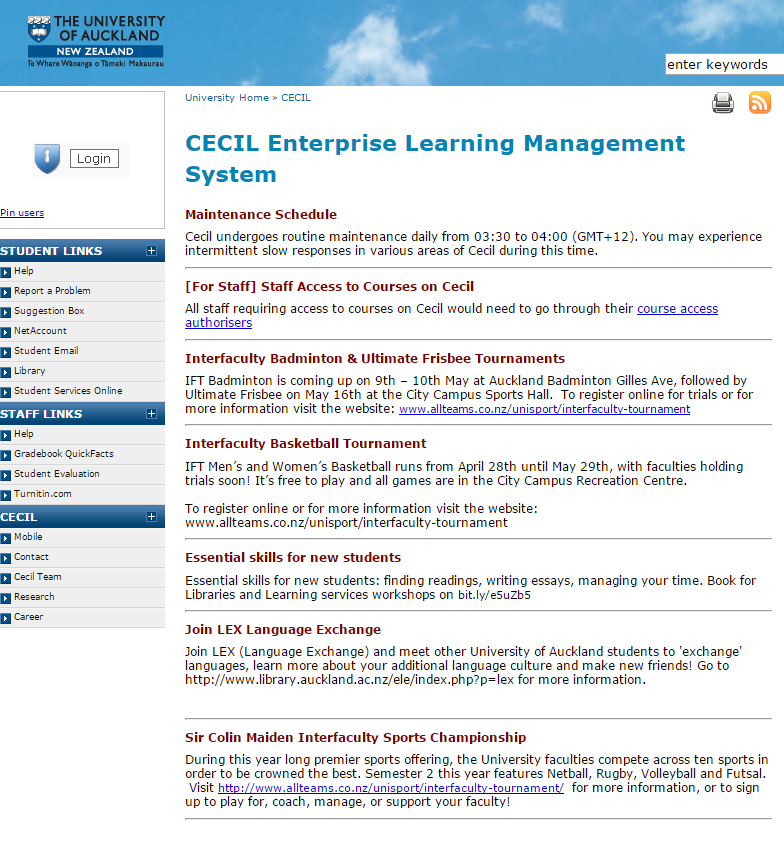 THE UNIVERSITY
OF AUCKLAND
NEW ZEALAND
Te Whare Wānanga o Tāmaki Makaurau
enter keywords
University Home » CECIL
Login
Pin users
STUDENT LINKS
Help
Report a Problem
Suggestion Box
NetAccount
Student Email
Library
Student Services Online
STAFF LINKS
Help
Gradebook QuickFacts
Student Evaluation
Turnitin.com
CECIL
Mobile
Contact
Cecil Team
Research
Career
CECIL Enterprise Learning Management
System
Maintenance Schedule
Cecil undergoes routine maintenance daily from 03:30 to 04:00 (GMT+12). You may experience
intermittent slow responses in various areas of Cecil during this time.
[For Staff] Staff Access to Courses on Cecil
All staff requiring access to courses on Cecil would need to go through their course access
authorisers
Interfaculty Badminton & Ultimate Frisbee Tournaments
IFT Badminton is coming up on 9th – 10th May at Auckland Badminton Gilles Ave, followed by
Ultimate Frisbee on May 16th at the City Campus Sports Hall.  To register online for trials or for
more information visit the website: www.allteams.co.nz/unisport/interfaculty-tournament
Interfaculty Basketball Tournament
IFT Men’s and Women’s Basketball runs from April 28th until May 29th, with faculties holding
trials soon! It’s free to play and all games are in the City Campus Recreation Centre.
To register online or for more information visit the website:
www.allteams.co.nz/unisport/interfaculty-tournament
Essential skills for new students
Essential skills for new students: finding readings, writing essays, managing your time. Book for
Libraries and Learning services workshops on bit.ly/e5uZb5
Join LEX Language Exchange
Join LEX (Language Exchange) and meet other University of Auckland students to 'exchange'
languages, learn more about your additional language culture and make new friends! Go to
http://www.library.auckland.ac.nz/ele/index.php?p=lex for more information.
Sir Colin Maiden Interfaculty Sports Championship
During this year long premier sports offering, the University faculties compete across ten sports in
order to be crowned the best. Semester 2 this year features Netball, Rugby, Volleyball and Futsal.
Visit http://www.allteams.co.nz/unisport/interfaculty-tournament/  for more information, or to sign
up to play for, coach, manage, or support your faculty!